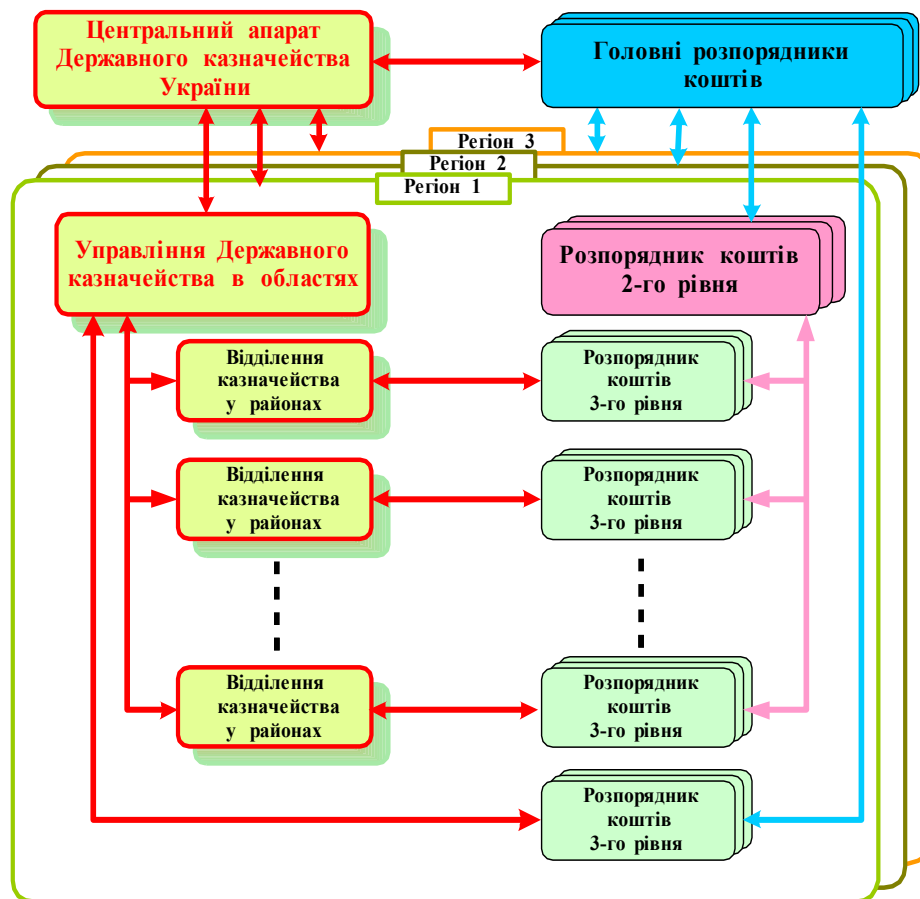 Центральний апарат
Державного казначейства
України
Головні розпорядники
коштів
Регіон 3
Регіон 2
Регіон 1
Управління Державного
казначейства в областях
Розпорядник коштів
2-го рівня
Відділення
казначейства
у районах
Розпорядник
коштів
3-го рівня
Відділення
казначейства
у районах
Розпорядник
коштів
3-го рівня
Відділення
казначейства
у районах
Розпорядник
коштів
3-го рівня
Розпорядник
коштів
3-го рівня